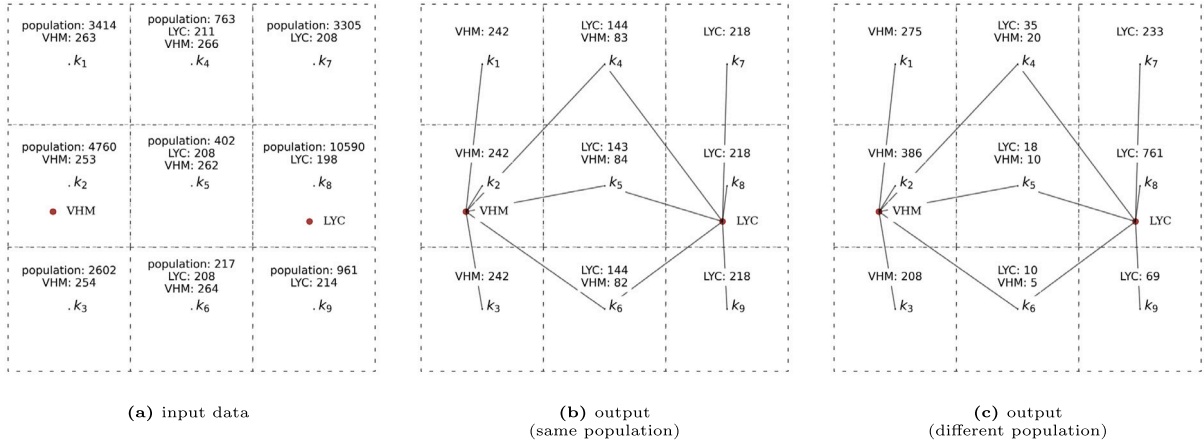 population: 3414
VHM: 263
k1
population: 763
LYC: 211
VHM: 266
k4
population: 3305
LYC: 208
k7
population: 4760
VHM: 253
k2
VHM
population: 402
LYC: 208
VHM: 262
k5
population: 10590
LYC: 198
k8
LYC
population: 2602
VHM: 254
k3
population: 217
LYC: 208
VHM: 264
k6
population: 961
LYC: 214
k9
(a) input data
VHM: 242
k1
LYC: 144
VHM: 83
k4
LYC: 218
k7
VHM: 242
k2
VHM
LYC: 143
VHM: 84
k5
LYC: 218
k8
LYC
VHM: 242
k3
LYC: 144
VHM: 82
k6
LYC: 218
k9
(b) output
(same population)
VHM: 275
k1
LYC: 35
VHM: 20
k4
LYC: 233
k7
VHM: 386
k2
VHM
LYC: 18
VHM: 10
k5
LYC: 761
k8
LYC
VHM: 208
k3
LYC: 10
VHM: 5
k6
LYC: 69
k9
(c) output
(different population)